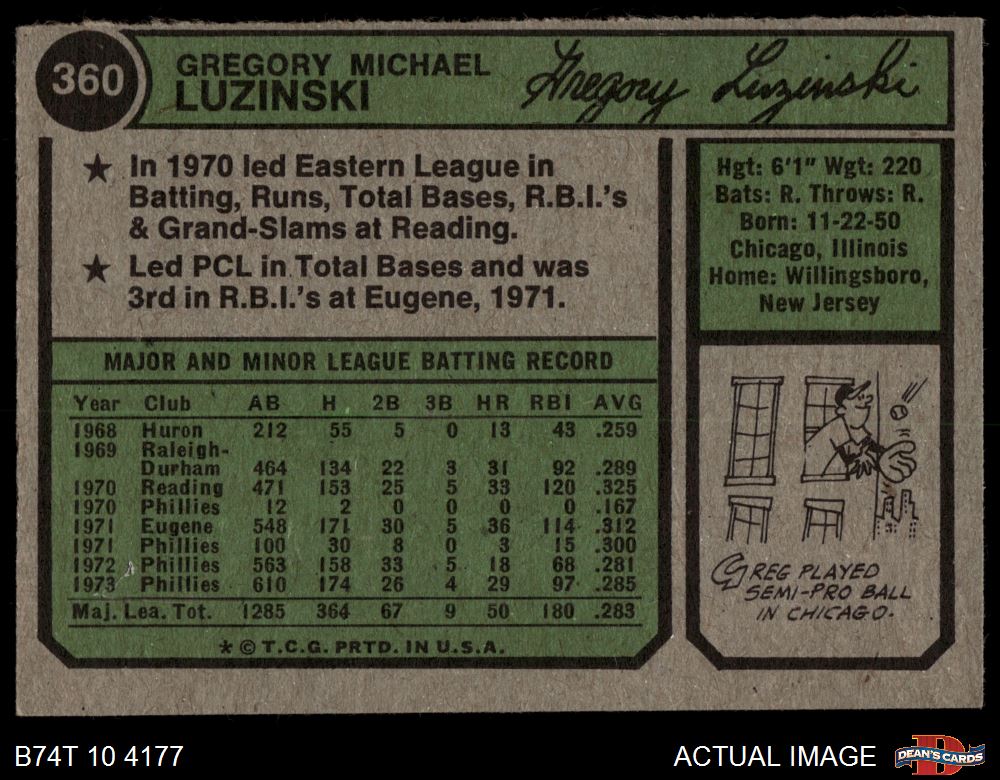 360
GREGORY MICHAEL
LUZINSKI
Gregory Luzinski
★ In 1970 led Eastern League in
Batting, Runs, Total Bases, R.B.I.'s
& Grand-Slams at Reading.
★ Led PCL in Total Bases and was
3rd in R.B.I.'s at Eugene, 1971.
Hgt: 6'1" Wgt: 220
Bats: R. Throws: R.
Born: 11-22-50
Chicago, Illinois
Home: Willingsboro,
New Jersey
MAJOR AND MINOR LEAGUE BATTING RECORD
Year Club AB H 2B 3B HR RBI AVG
1968 Huron 212 55 5 0 13 43 .259
1969 Raleigh-
Durham 464 134 22 3 31 92 .289
1970 Reading 471 153 25 5 33 120 .325
1970 Phillies 12 2 0 0 0 0 .167
1971 Eugene 548 171 30 5 36 114 .312
1971 Phillies 100 30 8 0 3 15 .300
1972 Phillies 563 158 33 5 18 68 .281
1973 Phillies 610 174 26 4 29 97 .285
Maj. Lea. Tot. 1285 364 67 9 50 180 .283
* © T.C.G. PRTD. IN U.S.A.
GREG PLAYED
SEMI-PRO BALL
IN CHICAGO.
B74T 10 4177
ACTUAL IMAGE
D
DEAN'S CARDS